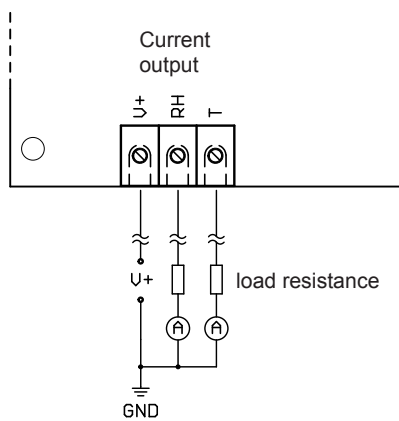 Current
output
V+
RH
T
V+
load resistance
A
A
GND